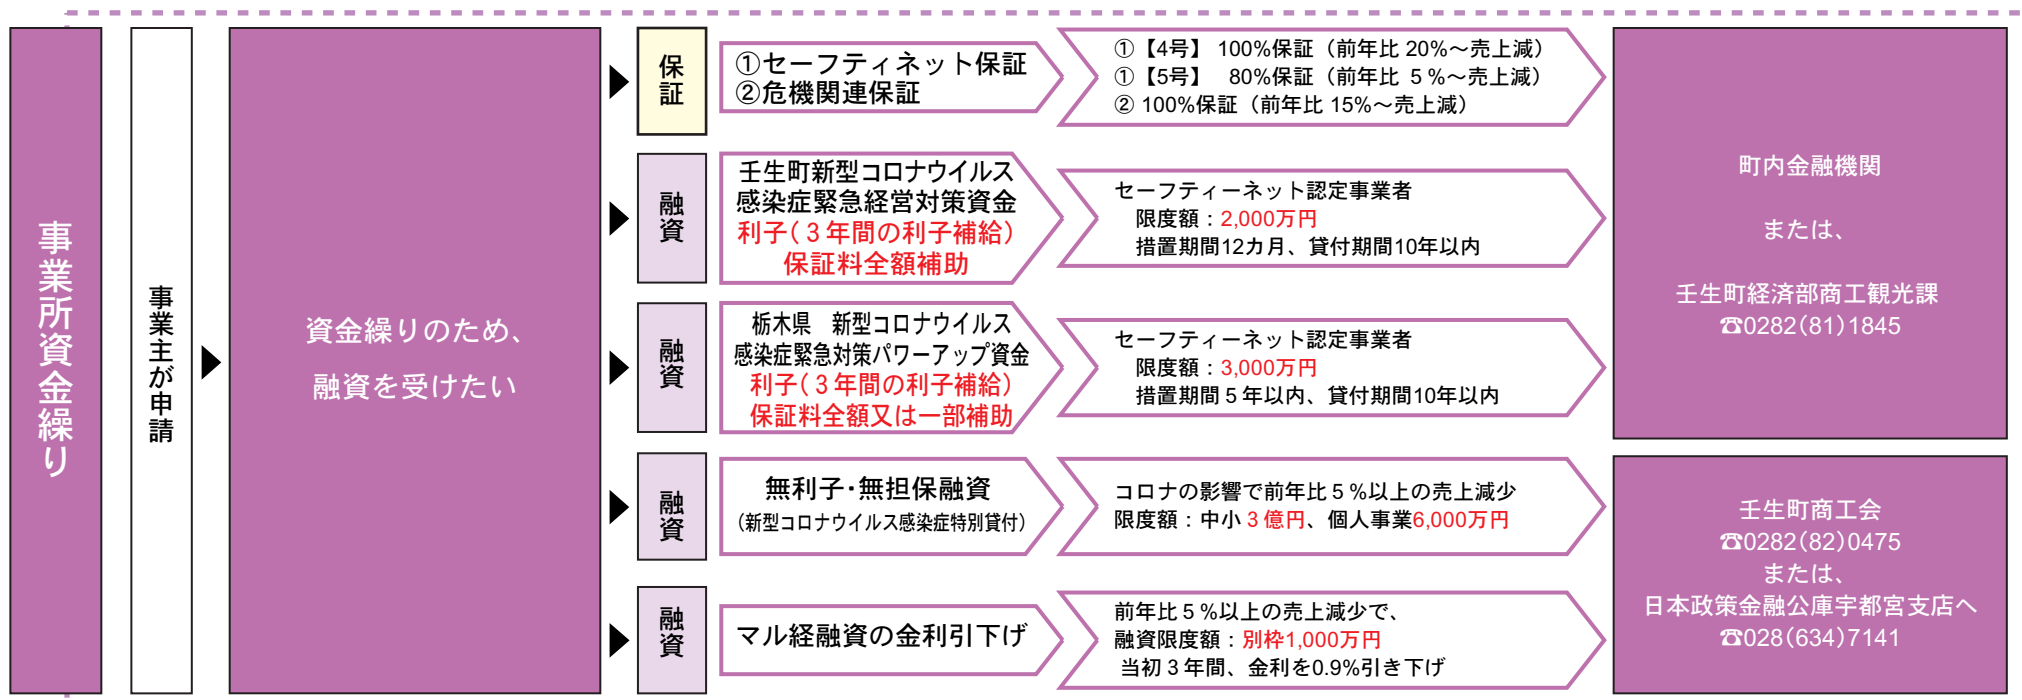 事業所資金繰り
事業主が申請
資金繰りのため、
融資を受けたい
保証
①セーフティネット保証
②危機関連保証
①【4号】 100%保証（前年比 20%～売上減）
①【5号】 80%保証（前年比 5%～売上減）
② 100%保証（前年比 15%～売上減）
融資
壬生町新型コロナウイルス
感染症緊急経営対策資金
利子（3年間の利子補給）
保証料全額補助
セーフティーネット認定事業者
限度額：2,000万円
措置期間12カ月、貸付期間10年以内
融資
栃木県　新型コロナウイルス
感染症緊急対策パワーアップ資金
利子（3年間の利子補給）
保証料全額又は一部補助
セーフティーネット認定事業者
限度額：3,000万円
措置期間5年以内、貸付期間10年以内
町内金融機関
または、
壬生町経済部商工観光課
☎0282（81）1845
融資
無利子・無担保融資
（新型コロナウイルス感染症特別貸付）
コロナの影響で前年比5%以上の売上減少
限度額：中小3億円、個人事業6,000万円
融資
マル経融資の金利引下げ
前年比5%以上の売上減少で、
融資限度額：別枠1,000万円
当初3年間、金利を0.9%引き下げ
壬生町商工会
☎0282（82）0475
または、
日本政策金融公庫宇都宮支店へ
☎028（634）7141